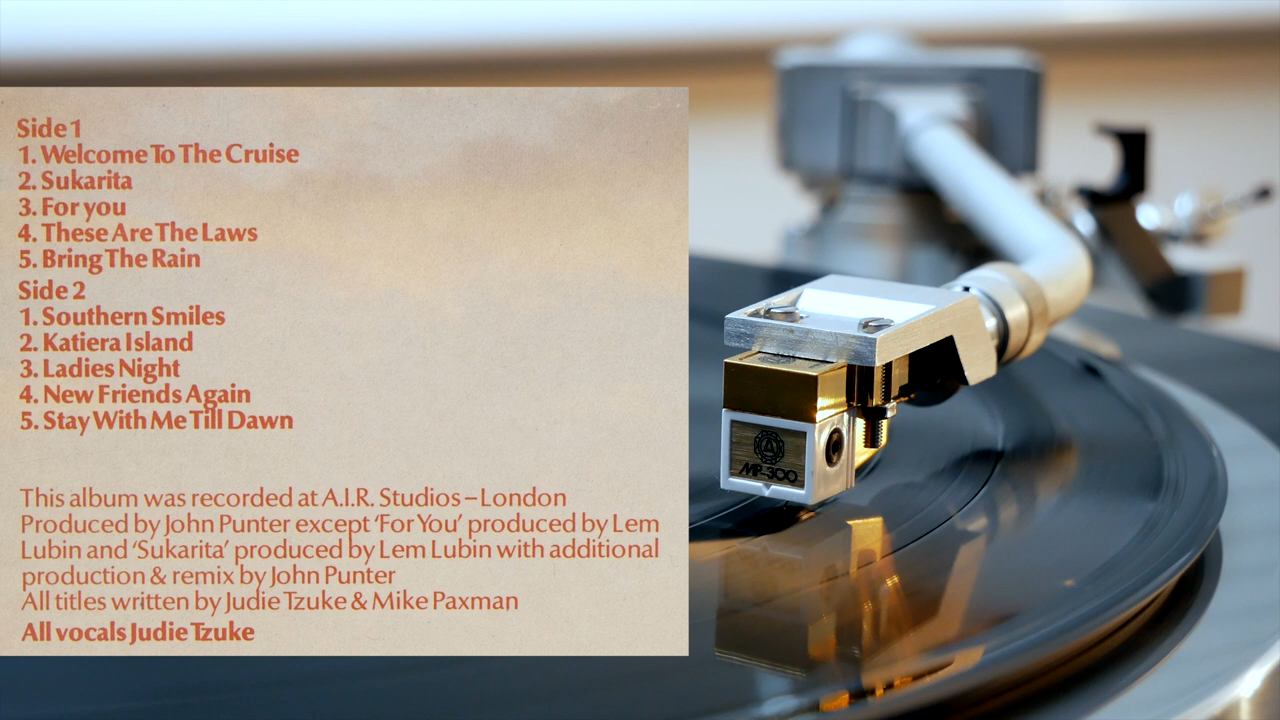 Side 1
1. Welcome To The Cruise
2. Sukarita
3. For you
4. These Are The Laws
5. Bring The Rain
Side 2
1. Southern Smiles
2. Katiera Island
3. Ladies Night
4. New Friends Again
5. Stay With Me Till Dawn
This album was recorded at A.I.R. Studios – London
Produced by John Punter except ‘For You’ produced by Lem
Lubin and ‘Sukarita’ produced by Lem Lubin with additional
production & remix by John Punter
All titles written by Judie Tzuke & Mike Paxman
All vocals Judie Tzuke
MP-300